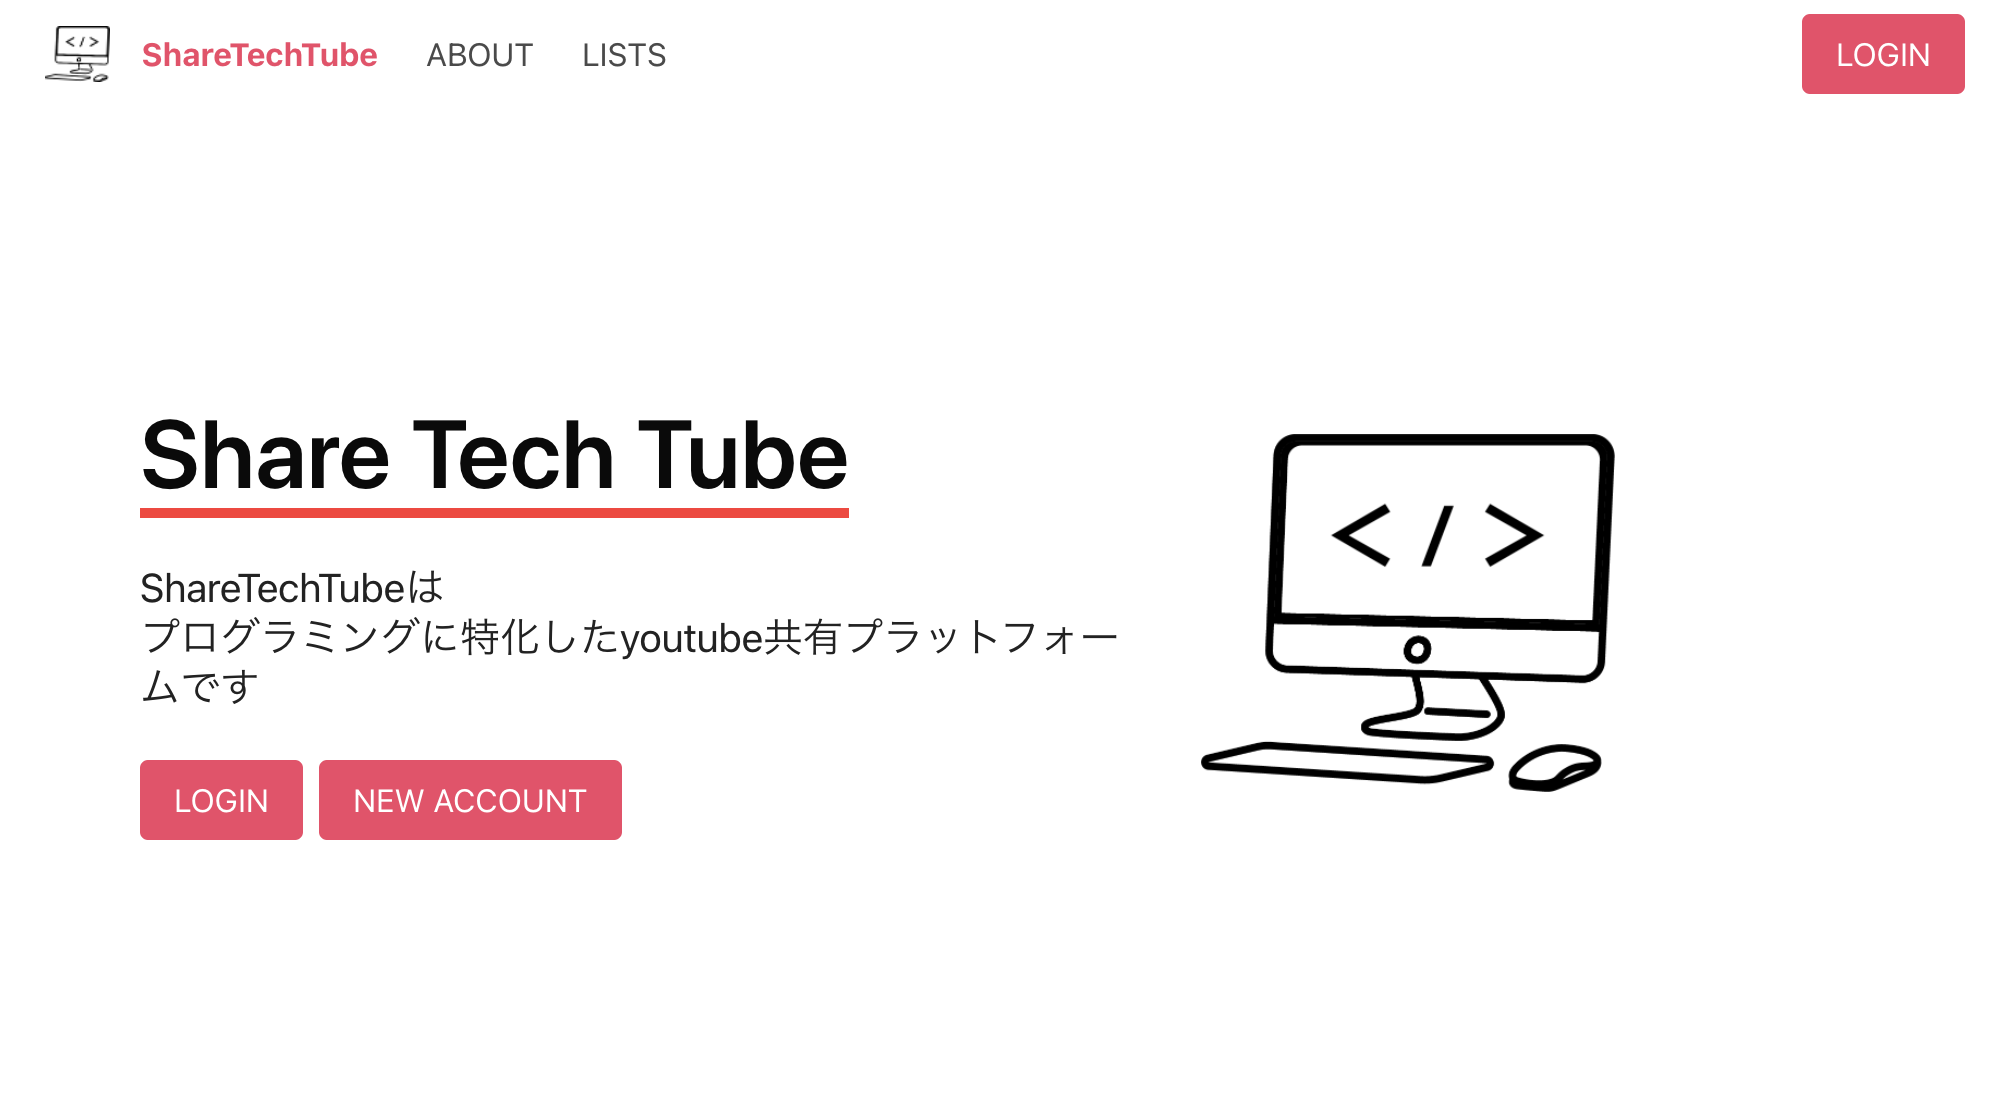 </>
ShareTechTube
ABOUT
LISTS
LOGIN
Share Tech Tube
ShareTechTubeは
プログラミングに特化したyoutube共有プラットフォー
ムです
LOGIN
NEW ACCOUNT
</>